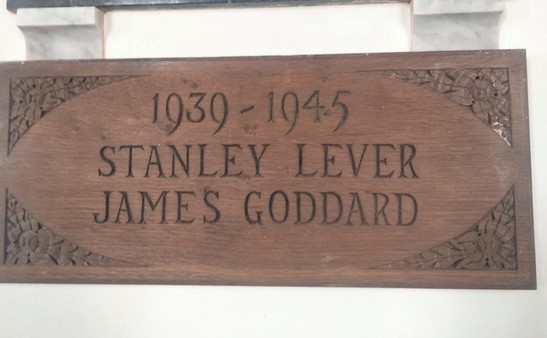 1939 - 1945
STANLEY LEVER
JAMES GODDARD